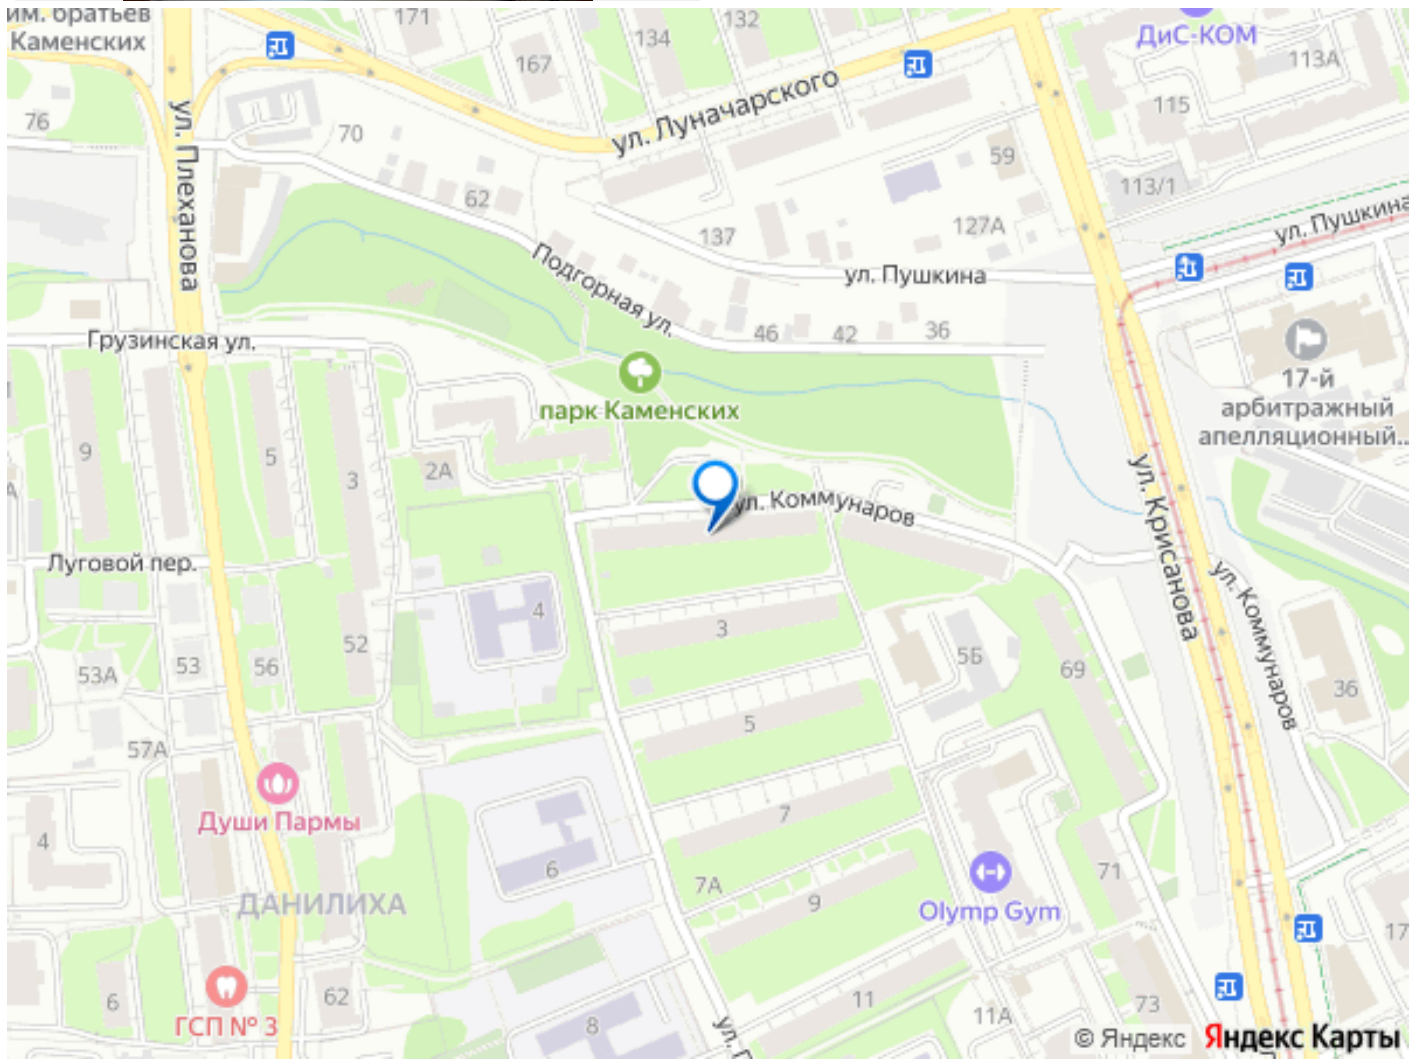 им. братьев
Каменских
171
132
134
167
ДиС-КОМ
113А
115
76
ул. Плеханова
70
ул. Луначарского
59
62
113/1
137
127А
ул. Пушкина
ул. Пушкина
Подгорная ул.
46
42
36
Грузинская ул.
парк Каменских
17-й
арбитражный
апелляционный...
9
5
3
2А
ул. Коммунаров
ул. Крисанова
Луговой пер.
4
3
52
53А
53
56
5Б
69
ул. Коммунаров
36
57А
5
Души Пармы
7
4
6
7А
71
ДАНИЛИХА
9
Olymp Gym
17
6
ГСП № 3
62
8
11
11А
73
ул.
© Яндекс Яндекс Карты